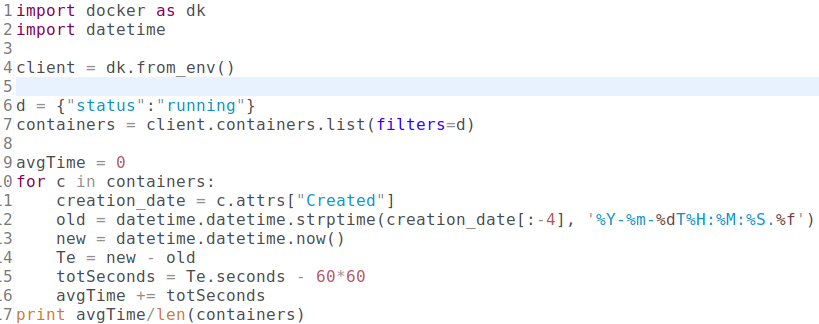 1 import docker as dk
2 import datetime
3
4 client = dk.from_env()
5
6 d = {"status":"running"}
7 containers = client.containers.list(filters=d)
8
9 avgTime = 0
.0 for c in containers:
.1     creation_date = c.attrs["Created"]
.2     old = datetime.datetime.strptime(creation_date[:-4], '%Y-%m-%dT%H:%M:%S.%f')
.3     new = datetime.datetime.now()
.4     Te = new - old
.5     totSeconds = Te.seconds - 60*60
.6     avgTime += totSeconds
.7 print avgTime/len(containers)